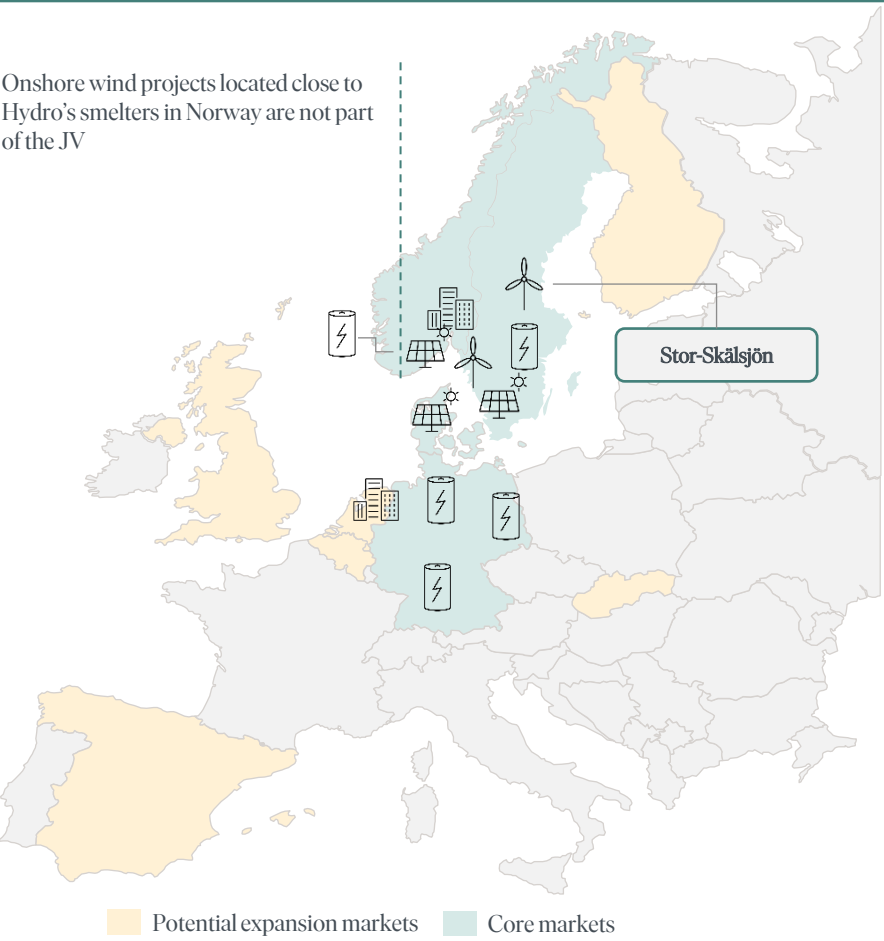 Onshore wind projects located close to
Hydro's smelters in Norway are not part
of the JV
Stor-Skälsjön
Potential expansion markets
Core markets